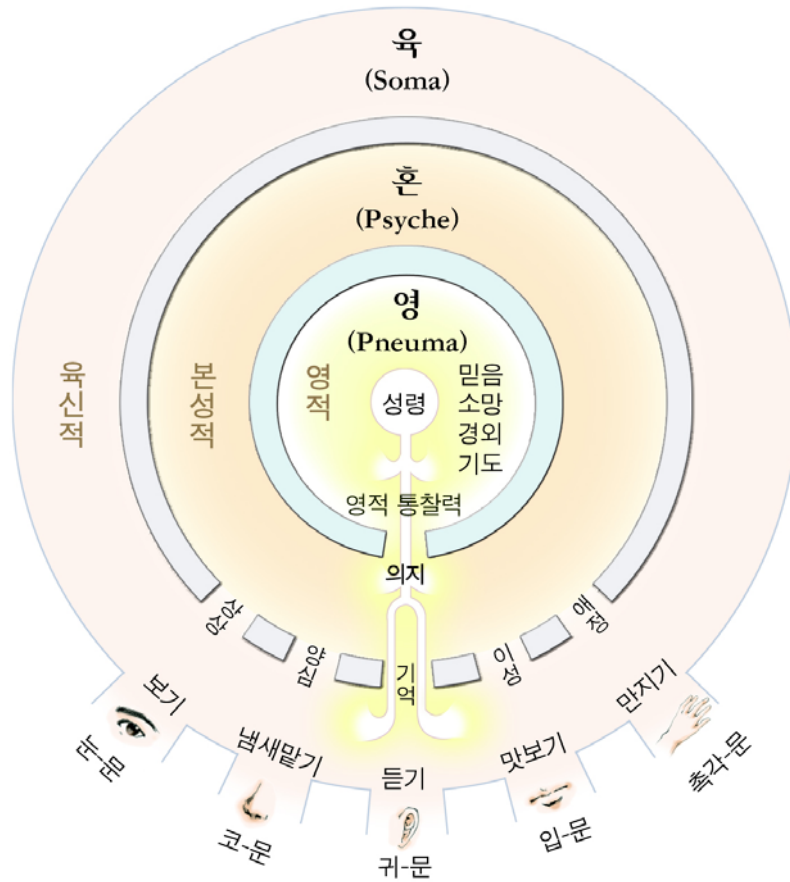 육
(Soma)
혼
(Psyche)
영
(Pneuma)
육신적
본성적
영적
성령
믿음
소망
경외
기도
영적 통찰력
의지
상상
양심
기억
이성
애정
보기
냄새맡기
듣기
맛보기
만지기
눈-문
코-문
귀-문
입-문
촉각-문